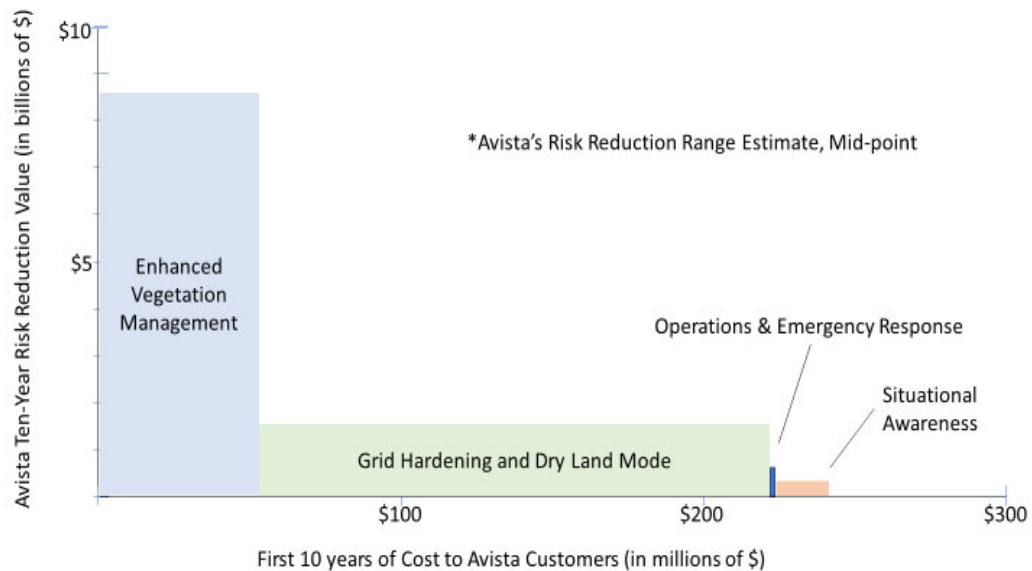 Avista Ten-Year Risk Reduction Value (in billions of $)
$10
*Avista's Risk Reduction Range Estimate, Mid-point
$5
Enhanced
Vegetation
Management
Operations & Emergency Response
Situational
Awareness
Grid Hardening and Dry Land Mode
$100
$200
$300
First 10 years of Cost to Avista Customers (in millions of $)